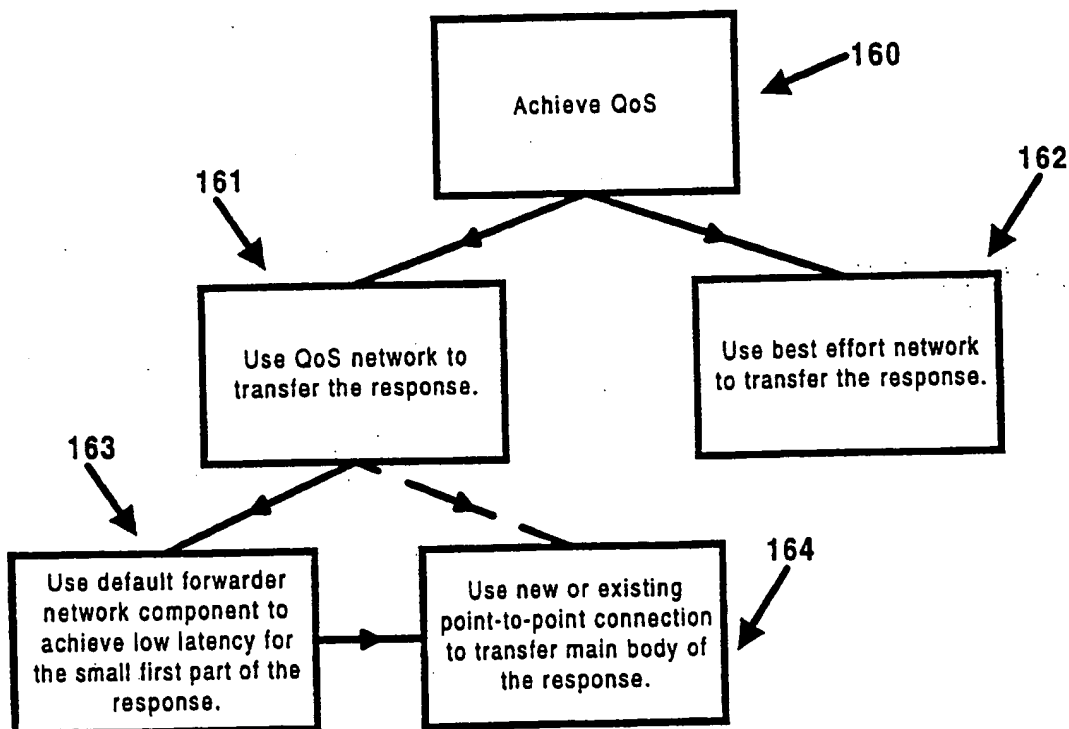 160
Achieve QoS
161
162
Use QoS network to
transfer the response.
Use best effort network
to transfer the response.
163
164
Use default forwarder
network component to
achieve low latency for
the small first part of the
response.
Use new or existing
point-to-point connection
to transfer main body of
the response.